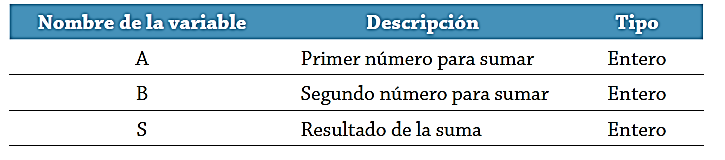 Nombre de la variable Descripción Tipo
A Primer número para sumar Entero
B Segundo número para sumar Entero
S Resultado de la suma Entero